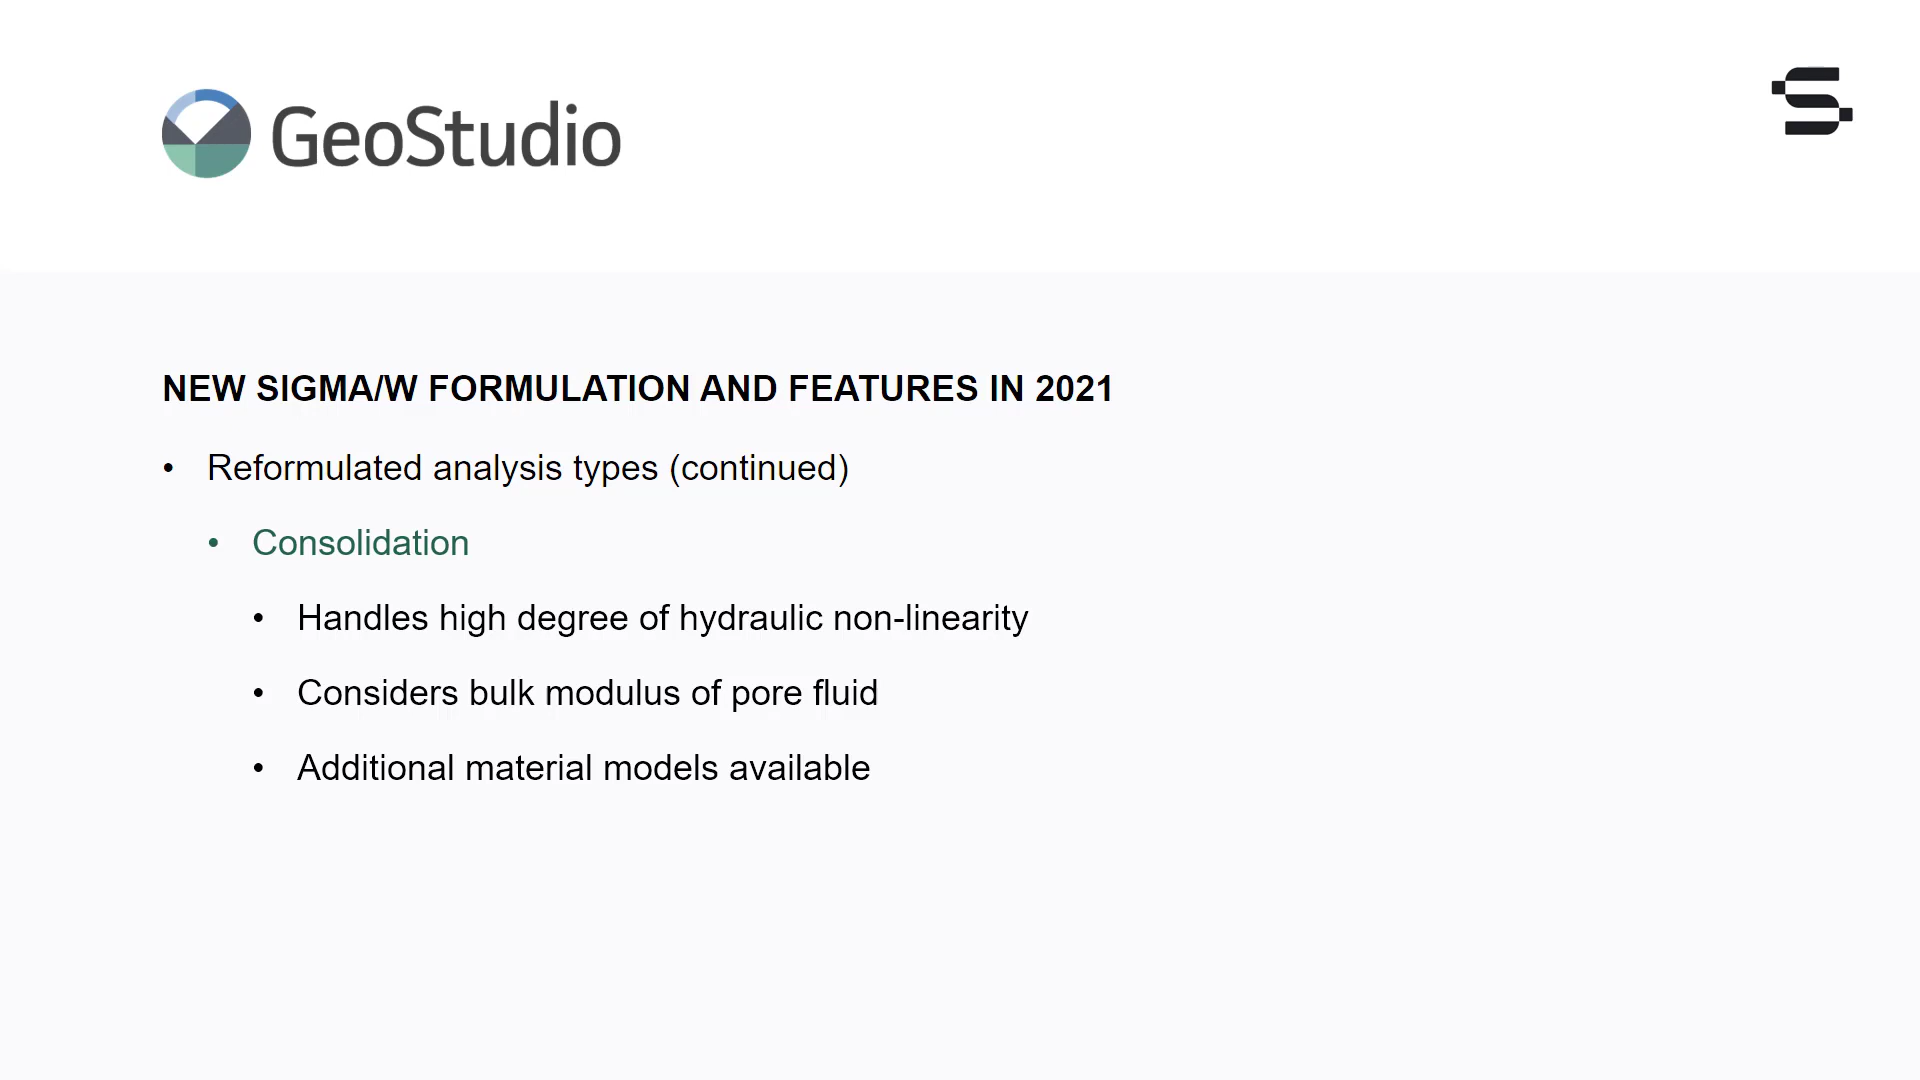 GeoStudio
NEW SIGMA/W FORMULATION AND FEATURES IN 2021
• Reformulated analysis types (continued)
• Consolidation
• Handles high degree of hydraulic non-linearity
• Considers bulk modulus of pore fluid
• Additional material models available